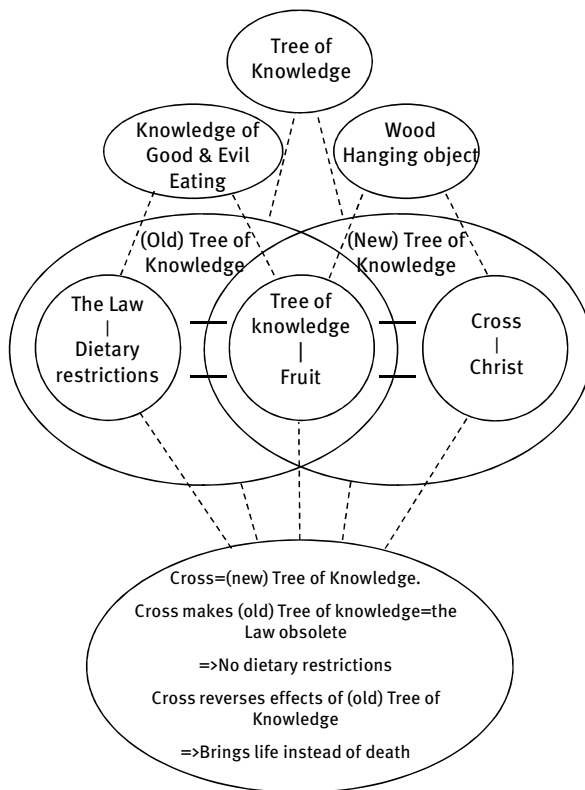 Tree of
Knowledge
Knowledge of
Good & Evil
Eating
Wood
Hanging object
(Old) Tree of
Knowledge
(New) Tree of
Knowledge
The Law
|
Dietary
restrictions
Tree of
knowledge
|
Fruit
Cross
|
Christ
Cross=(new) Tree of Knowledge.
Cross makes (old) Tree of knowledge=the
Law obsolete
=>No dietary restrictions
Cross reverses effects of (old) Tree of
Knowledge
=>Brings life instead of death